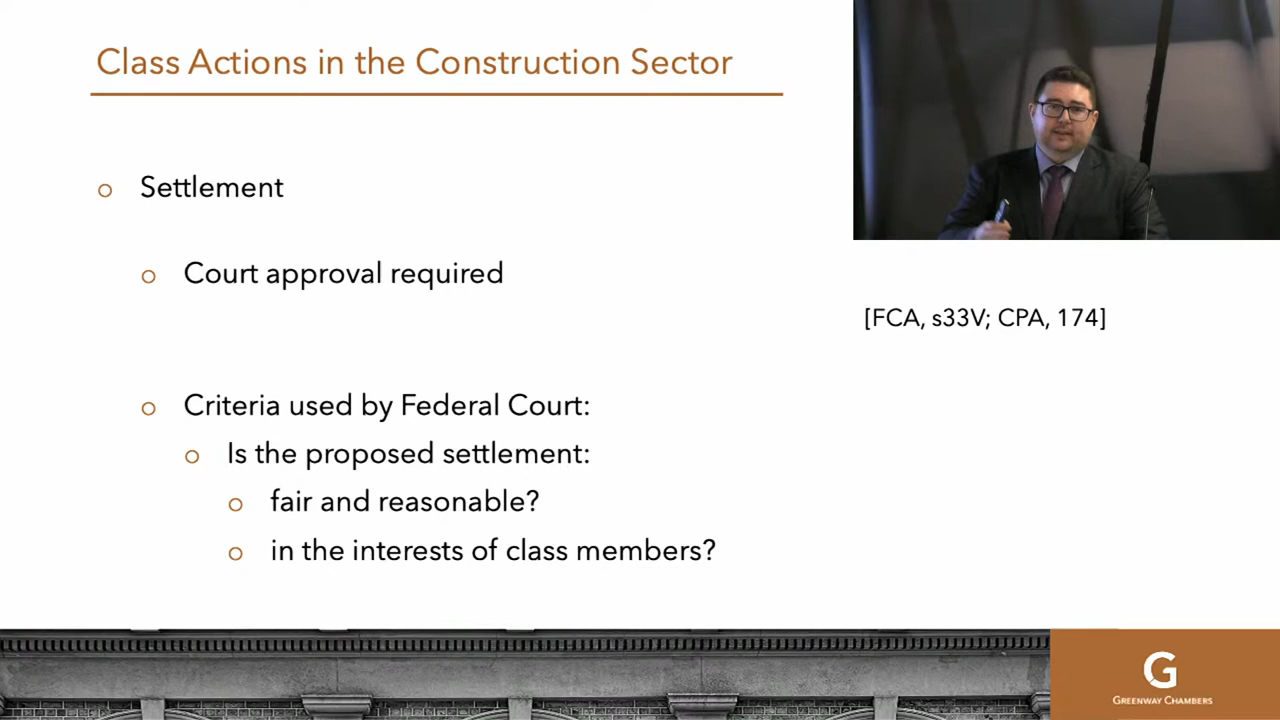 Class Actions in the Construction Sector
Settlement
Court approval required
[FCA, s33V; CPA, 174]
Criteria used by Federal Court:
Is the proposed settlement:
fair and reasonable?
in the interests of class members?
G
GREENWAY CHAMBERS